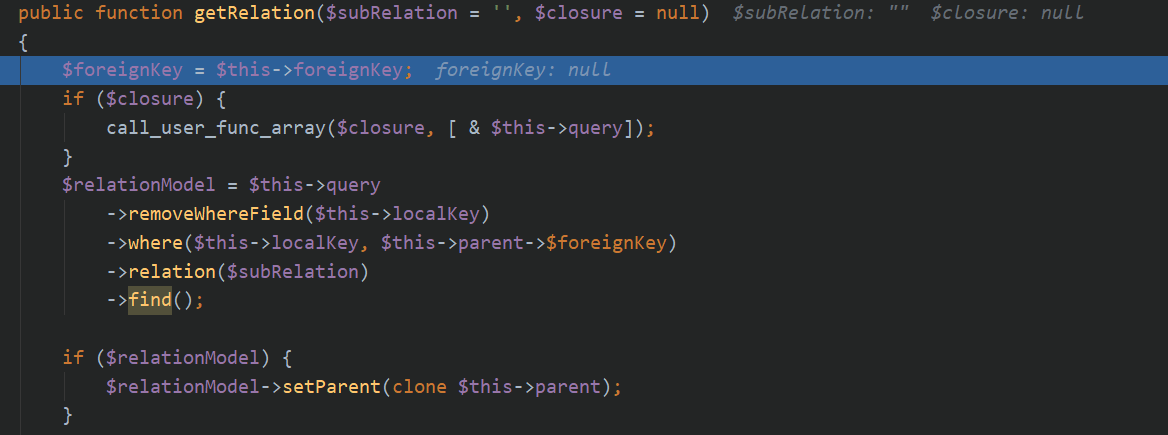 public function getRelation($subRelation = '', $closure = null)  $subRelation: ""  $closure: null
{
    $foreignKey = $this->foreignKey;  foreignKey: null
    if ($closure) {
        call_user_func_array($closure, [ & $this->query]);
    }
    $relationModel = $this->query
        ->removeWhereField($this->localKey)
        ->where($this->localKey, $this->parent->$foreignKey)
        ->relation($subRelation)
        ->find();
    if ($relationModel) {
        $relationModel->setParent(clone $this->parent);
    }